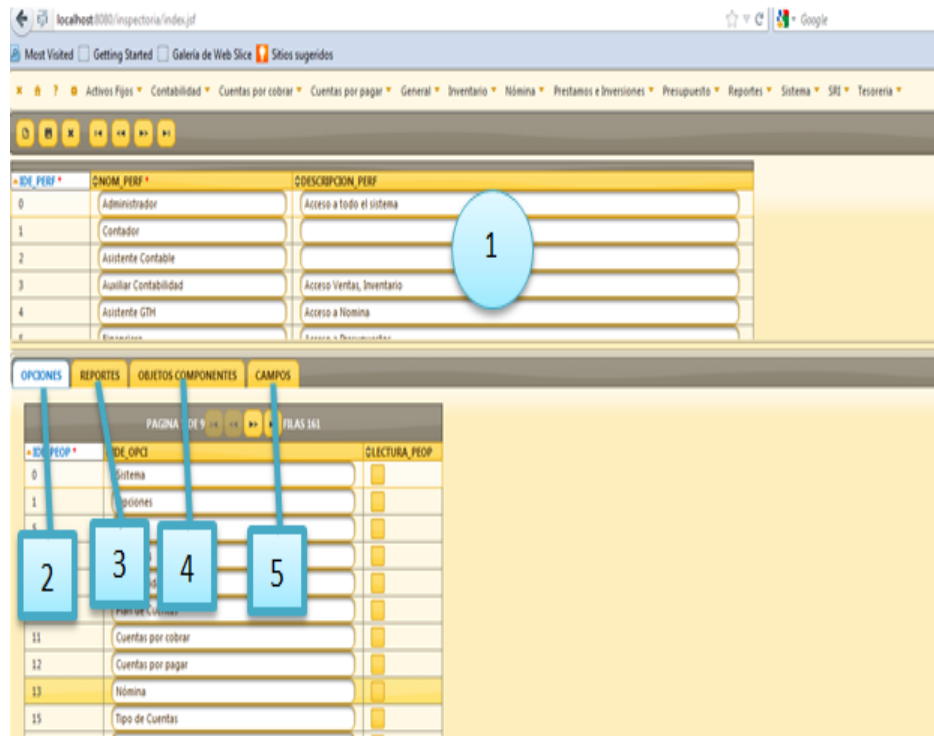 localhost:8080/inspectoria/index.jsf
Google
Most Visited Getting Started Galería de Web Slice Sitios sugeridos
Activos Fijos Contabilidad Cuentas por cobrar Cuentas por pagar General Inventario Nómina Prestamos e Inversiones Presupuesto Reportes Sistema SRI Tesoreria
IDE_PERF * NOM_PERF * DESCRIPCION_PERF
0 Administrador Acceso a todo el sistema
1 Contador
2 Asistente Contable
3 Auxiliar Contabilidad Acceso Ventas, Inventario
4 Asistente GTH Acceso a Nomina
1
OPCIONES REPORTES OBJETOS COMPONENTES CAMPOS
PAGINA DE 9 FILAS 161
PEOP * IDE_OPCI LECTURA_PEOP
0 Sistema
1 Opciones
2
3
4
5
Plan de Cuentas
11 Cuentas por cobrar
12 Cuentas por pagar
13 Nómina
15 Tipo de Cuentas